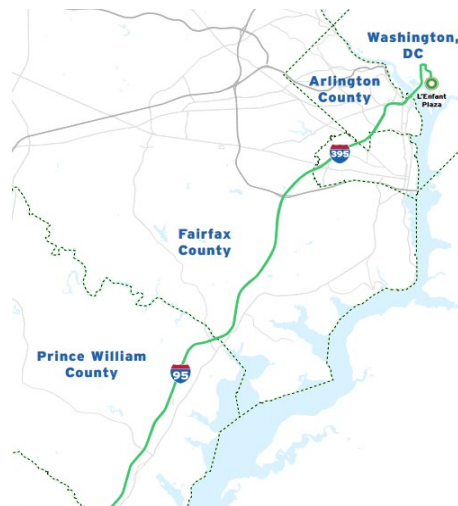 Washington,
DC
Arlington
County
L'Enfant
Plaza
395
Fairfax
County
Prince William
County
95